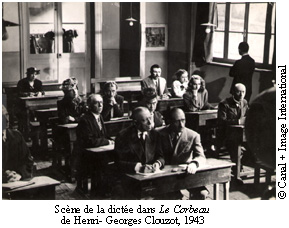 Scène de la dictée dans Le Corbeau
de Henri- Georges Clouzot, 1943
© Canal + Image International